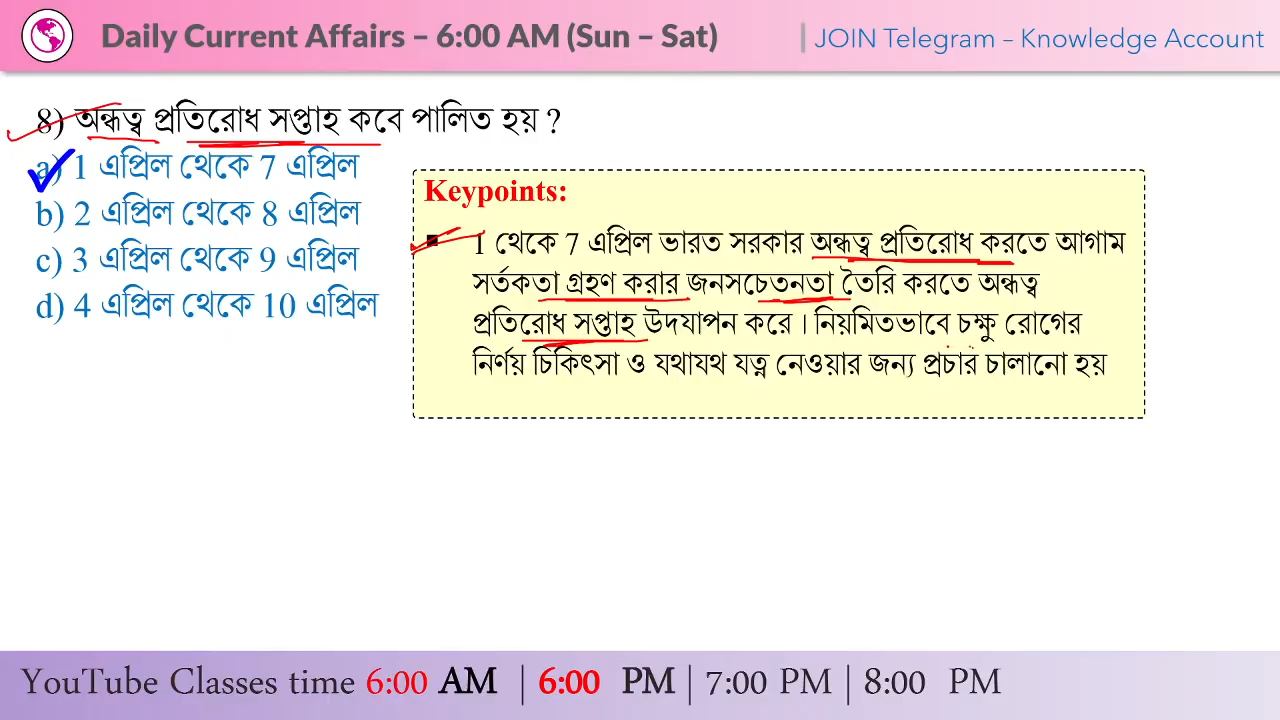 Daily Current Affairs – 6:00 AM (Sun – Sat)
JOIN Telegram – Knowledge Account
8) অন্ধত্ব প্রতিরোধ সপ্তাহ কবে পালিত হয় ?
a) 1 এপ্রিল থেকে 7 এপ্রিল
b) 2 এপ্রিল থেকে 8 এপ্রিল
c) 3 এপ্রিল থেকে 9 এপ্রিল
d) 4 এপ্রিল থেকে 10 এপ্রিল
Keypoints:
▪ 1 থেকে 7 এপ্রিল ভারত সরকার অন্ধত্ব প্রতিরোধ করতে আগাম
সর্তকতা গ্রহণ করার জনসচেতনতা তৈরি করতে অন্ধত্ব
প্রতিরোধ সপ্তাহ উদযাপন করে । নিয়মিতভাবে চক্ষু রোগের
নির্ণয় চিকিৎসা ও যথাযথ যত্ন নেওয়ার জন্য প্রচার চালানো হয়
YouTube Classes time 6:00 AM | 6:00 PM | 7:00 PM | 8:00 PM